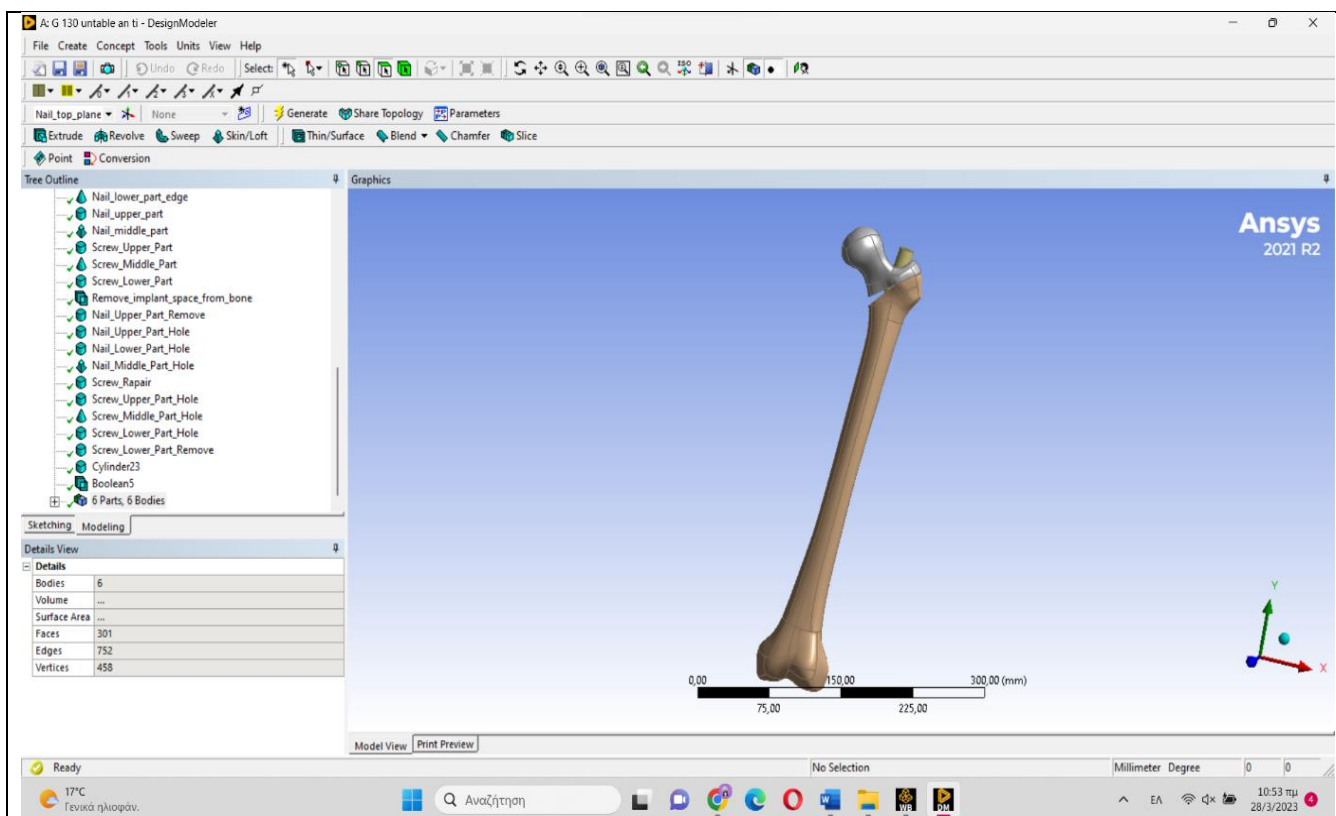 A: G 130 untable an ti - DesignModeler
File Create Concept Tools Units View Help
Undo Redo Select:
ISO
Nail_top_plane None Generate Share Topology Parameters
Extrude Revolve Sweep Skin/Loft Thin/Surface Blend Chamfer Slice
Point Conversion
Tree Outline
Nail_lower_part_edge
Nail_upper_part
Nail_middle_part
Screw_Upper_Part
Screw_Middle_Part
Screw_Lower_Part
Remove_implant_space_from_bone
Nail_Upper_Part_Remove
Nail_Upper_Part_Hole
Nail_Lower_Part_Hole
Nail_Middle_Part_Hole
Screw_Rapair
Screw_Upper_Part_Hole
Screw_Middle_Part_Hole
Screw_Lower_Part_Hole
Screw_Lower_Part_Remove
Cylinder23
Boolean5
6 Parts, 6 Bodies
Sketching Modeling
Details View
Details
Bodies 6
Volume ...
Surface Area ...
Faces 301
Edges 752
Vertices 458
Graphics
Ansys
2021 R2
Y
X
0,00 150,00 300,00 (mm)
75,00 225,00
Model View Print Preview
Ready No Selection Millimeter Degree 0 0
17°C
Γενικά ηλιοφάν.
Αναζήτηση
WB DM
ΕΛ
10:53 πμ
28/3/2023
4